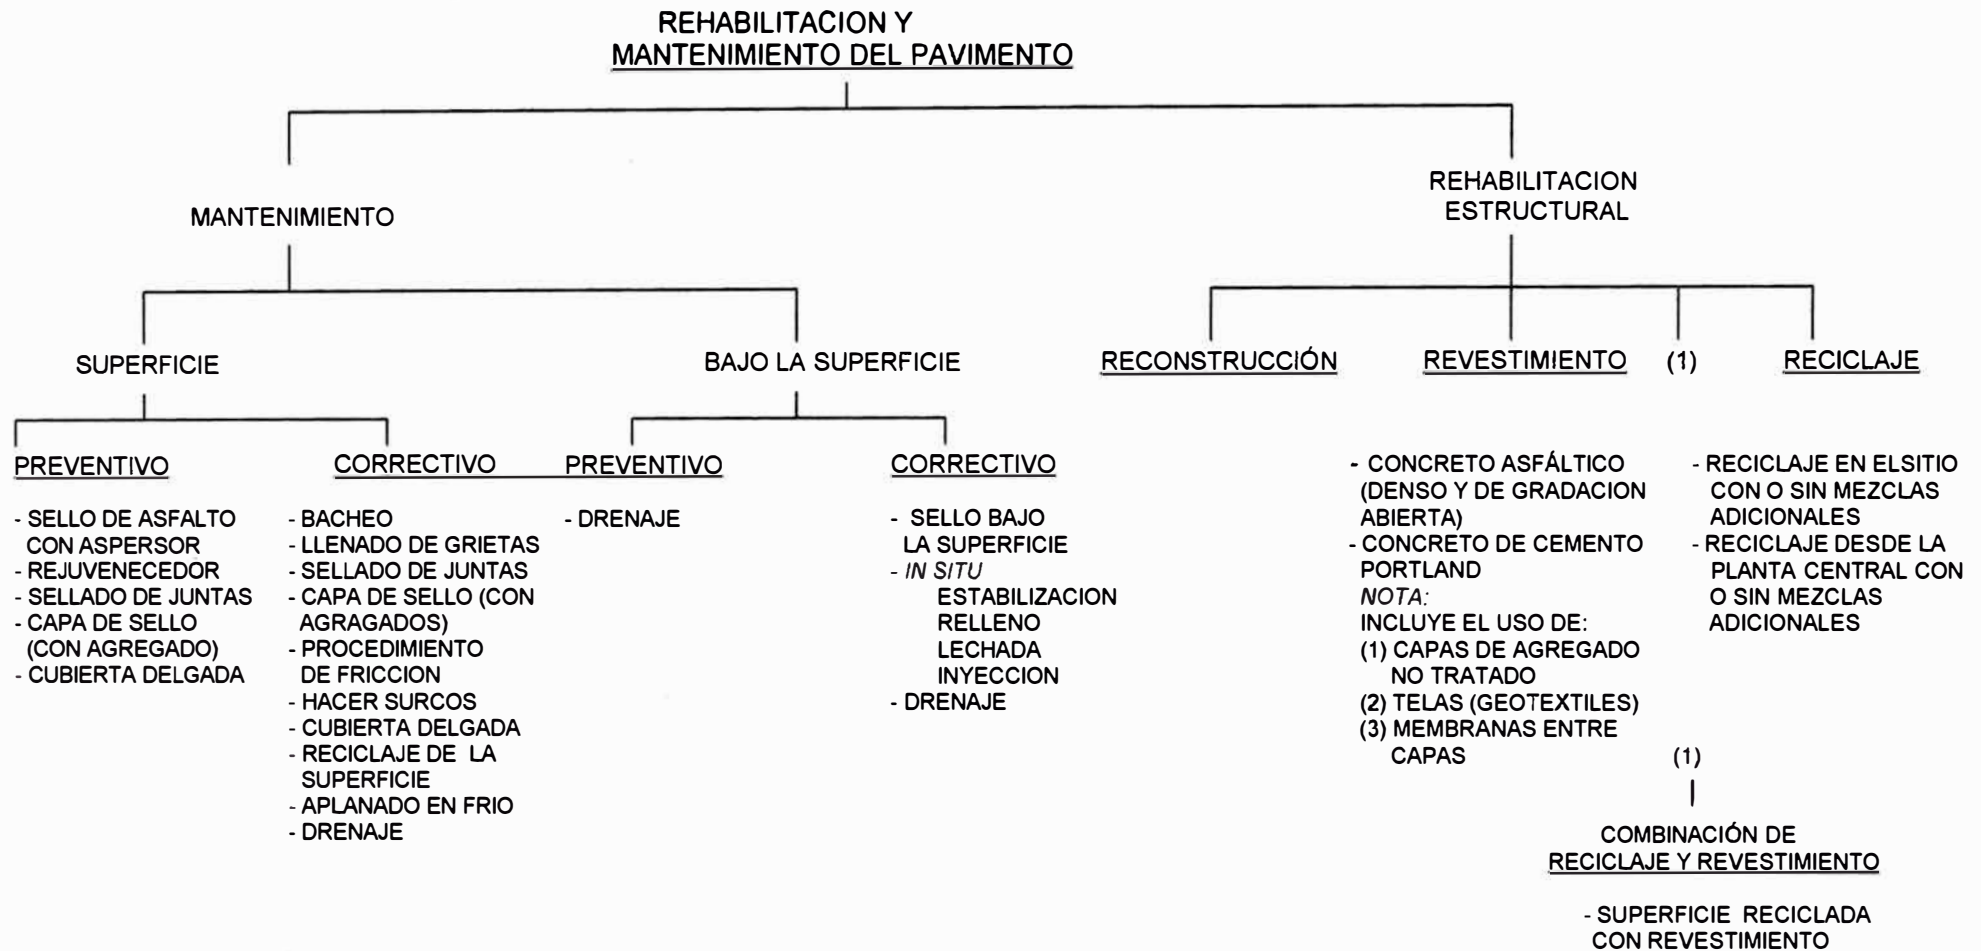 REHABILITACION Y
MANTENIMIENTO DEL PAVIMENTO
MANTENIMIENTO
REHABILITACION
ESTRUCTURAL
SUPERFICIE
BAJO LA SUPERFICIE
RECONSTRUCCIÓN
REVESTIMIENTO
(1)
RECICLAJE
PREVENTIVO
- SELLO DE ASFALTO
CON ASPERSOR
- REJUVENECEDOR
- SELLADO DE JUNTAS
- CAPA DE SELLO
(CON AGREGADO)
- CUBIERTA DELGADA
CORRECTIVO
- BACHEO
- LLENADO DE GRIETAS
- SELLADO DE JUNTAS
- CAPA DE SELLO (CON
AGRAGADOS)
- PROCEDIMIENTO
DE FRICCION
- HACER SURCOS
- CUBIERTA DELGADA
- RECICLAJE DE LA
SUPERFICIE
- APLANADO EN FRIO
- DRENAJE
PREVENTIVO
- DRENAJE
CORRECTIVO
- SELLO BAJO
LA SUPERFICIE
- IN SITU
ESTABILIZACION
RELLENO
LECHADA
INYECCION
- DRENAJE
- CONCRETO ASFÁLTICO
(DENSO Y DE GRADACION
ABIERTA)
- CONCRETO DE CEMENTO
PORTLAND
NOTA:
INCLUYE EL USO DE:
(1) CAPAS DE AGREGADO
NO TRATADO
(2) TELAS (GEOTEXTILES)
(3) MEMBRANAS ENTRE
CAPAS
- RECICLAJE EN ELSITIO
CON O SIN MEZCLAS
ADICIONALES
- RECICLAJE DESDE LA
PLANTA CENTRAL CON
O SIN MEZCLAS
ADICIONALES
(1)
COMBINACIÓN DE
RECICLAJE Y REVESTIMIENTO
- SUPERFICIE RECICLADA
CON REVESTIMIENTO